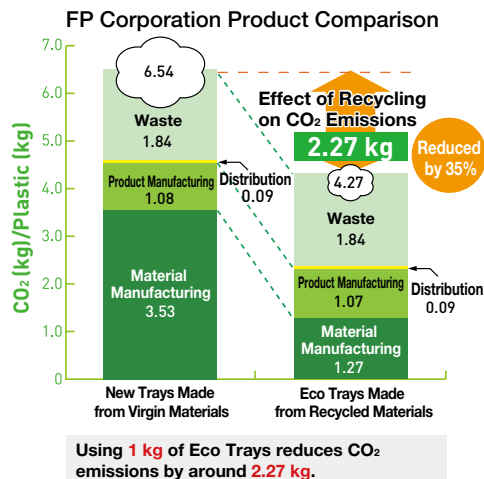 FP Corporation Product Comparison
CO₂ (kg)/Plastic (kg)
7.0
6.0
5.0
4.0
3.0
2.0
1.0
0
6.54
Waste
1.84
Distribution
0.09
Product Manufacturing
1.08
Material
Manufacturing
3.53
New Trays Made
from Virgin Materials
Effect of Recycling
on CO₂ Emissions
2.27 kg
Reduced
by 35%
4.27
Waste
1.84
Distribution
0.09
Product Manufacturing
1.07
Material
Manufacturing
1.27
Eco Trays Made
from Recycled Materials
Using 1 kg of Eco Trays reduces CO₂
emissions by around 2.27 kg.